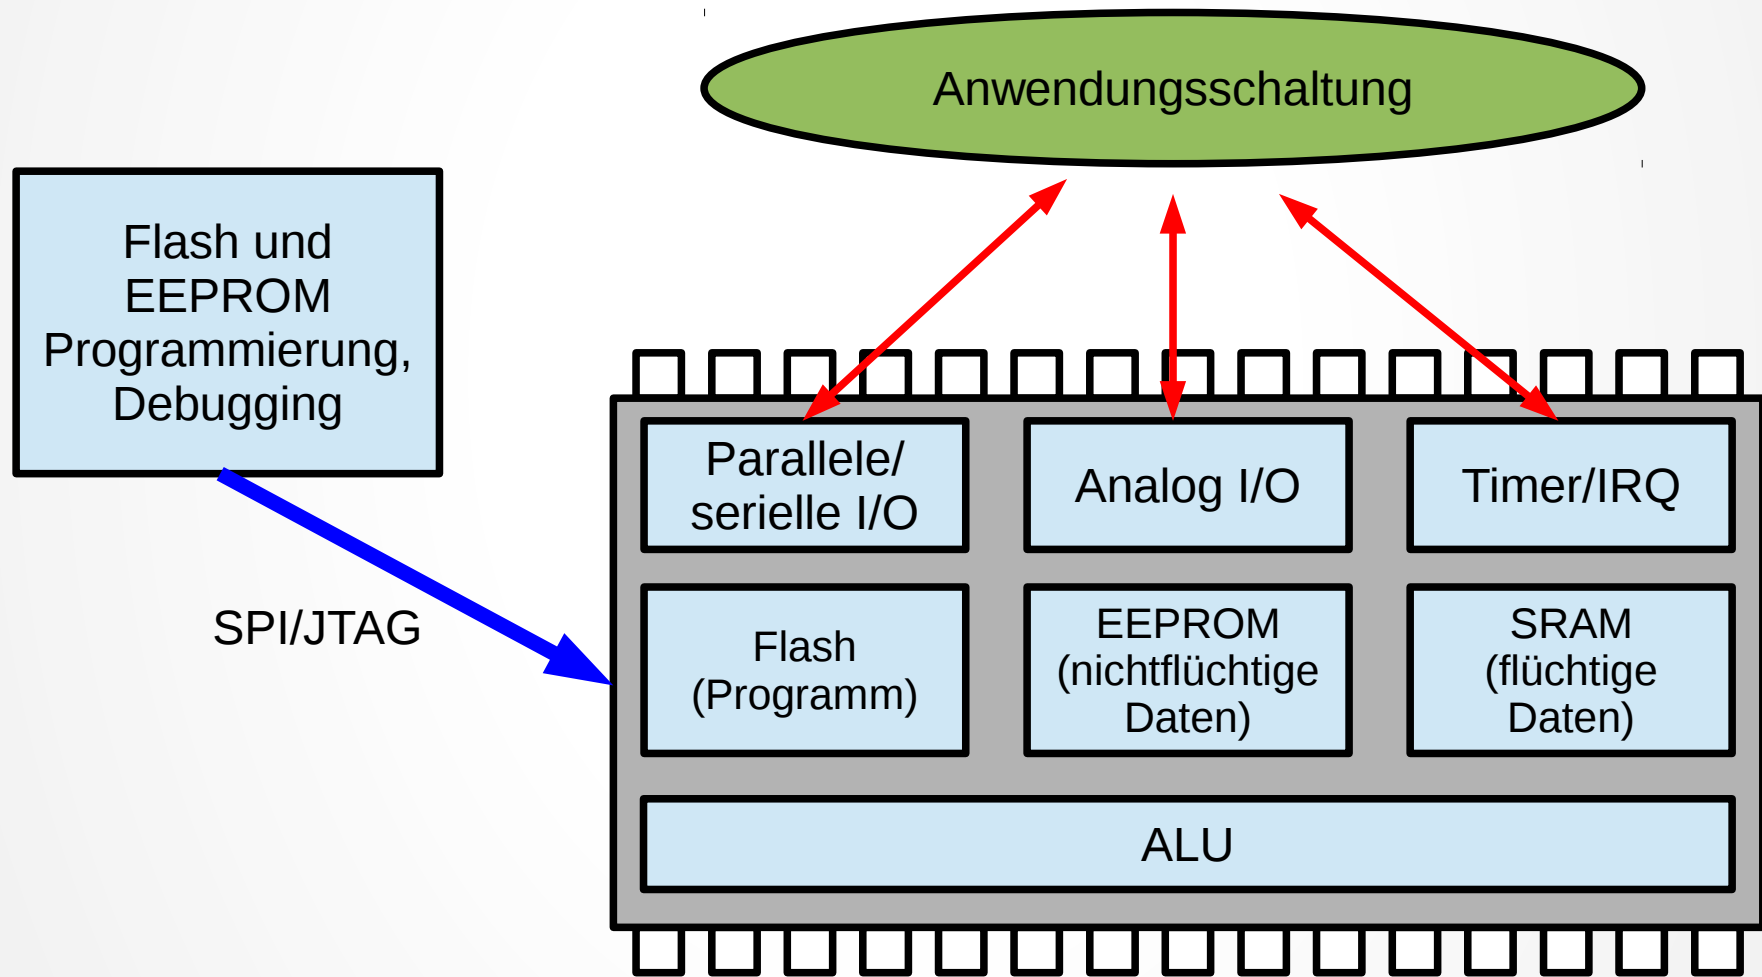 Anwendungsschaltung
Flash und
EEPROM
Programmierung,
Debugging
SPI/JTAG
Parallele/
serielle I/O
Analog I/O
Timer/IRQ
Flash
(Programm)
EEPROM
(nichtflüchtige
Daten)
SRAM
(flüchtige
Daten)
ALU